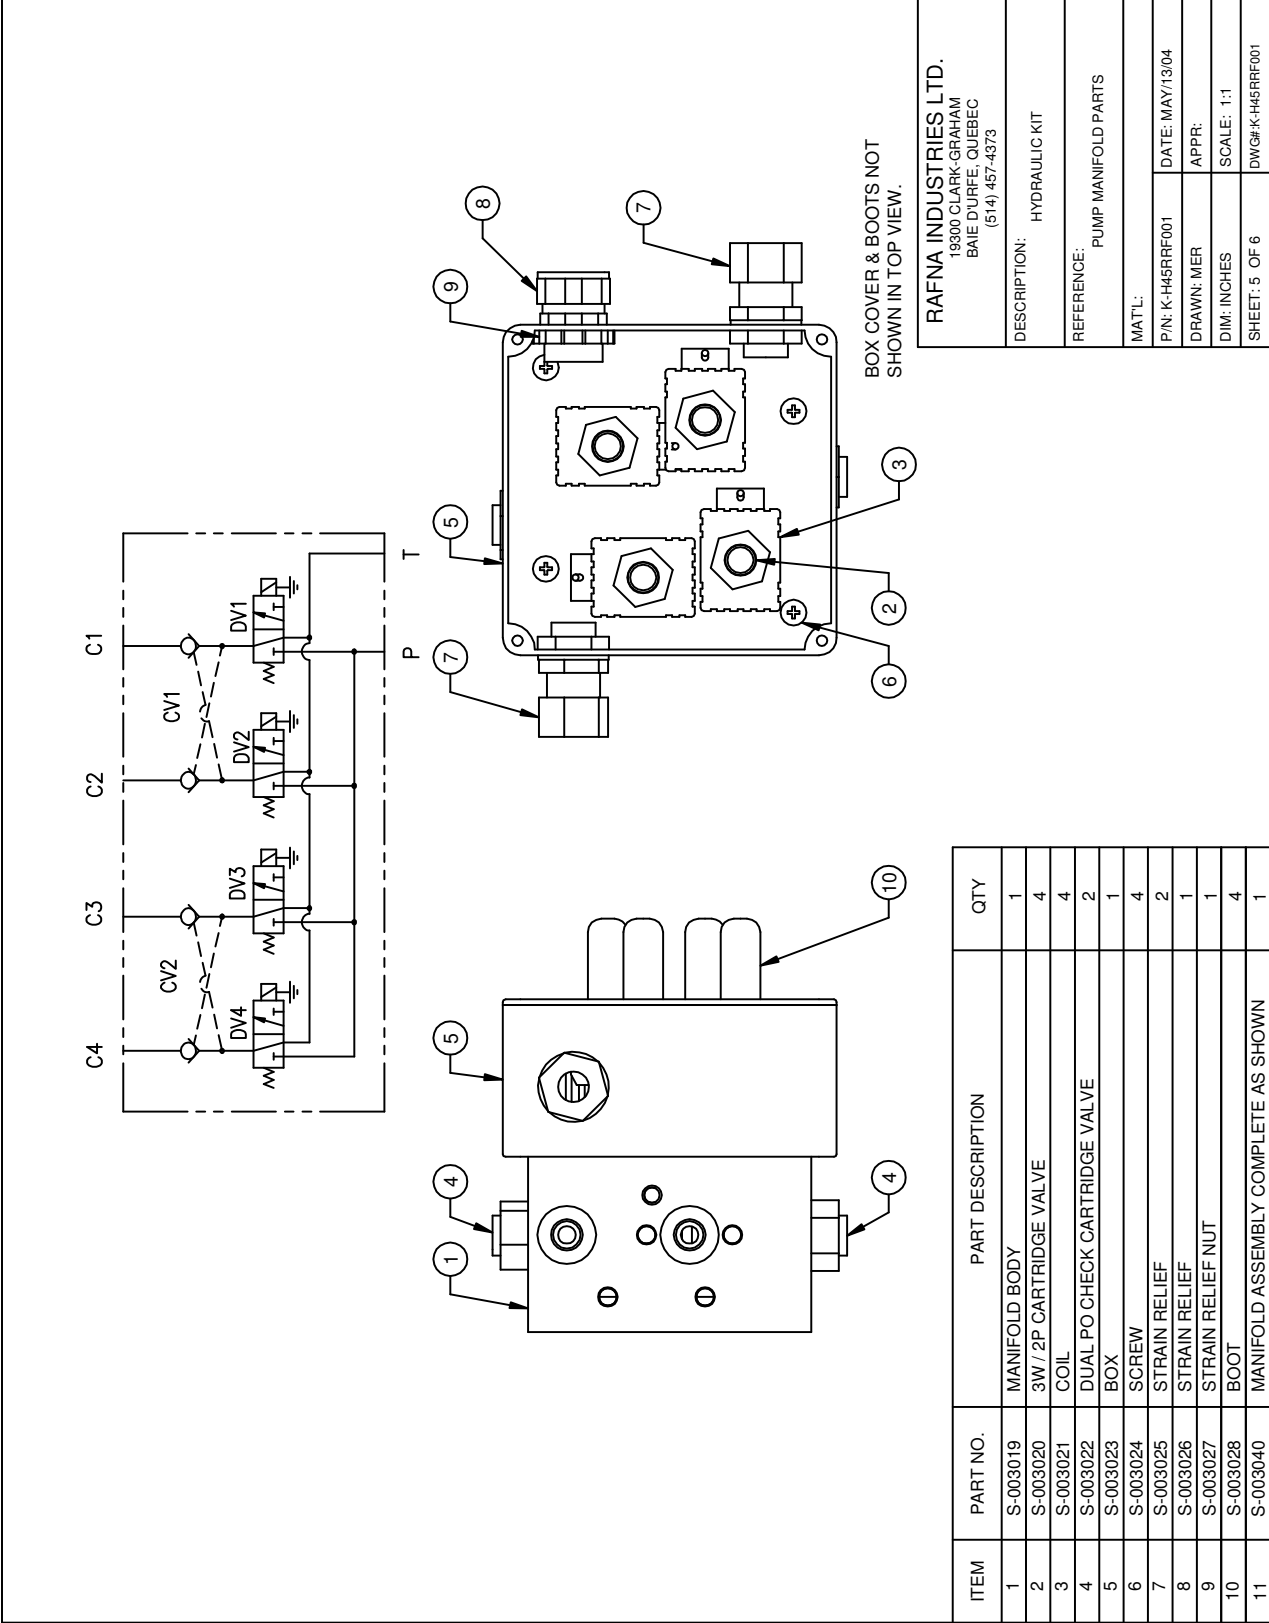 C4 C3 C2 C1
CV2 CV1
DV4 DV3 DV2 DV1
P T
1
4
5
4
10
7
5
9
8
7
6
2
3
BOX COVER & BOOTS NOT
SHOWN IN TOP VIEW.
ITEM PART NO. PART DESCRIPTION QTY
1 S-003019 MANIFOLD BODY 1
2 S-003020 3W / 2P CARTRIDGE VALVE 4
3 S-003021 COIL 4
4 S-003022 DUAL PO CHECK CARTRIDGE VALVE 2
5 S-003023 BOX 1
6 S-003024 SCREW 4
7 S-003025 STRAIN RELIEF 2
8 S-003026 STRAIN RELIEF 1
9 S-003027 STRAIN RELIEF NUT 1
10 S-003028 BOOT 4
11 S-003040 MANIFOLD ASSEMBLY COMPLETE AS SHOWN 1
RAFNA INDUSTRIES LTD.
19300 CLARK-GRAHAM
BAIE D'URFE, QUEBEC
(514) 457-4373
DESCRIPTION:
HYDRAULIC KIT
REFERENCE:
PUMP MANIFOLD PARTS
MAT'L:
P/N: K-H45RRF001 DATE: MAY/13/04
DRAWN: MER APPR:
DIM: INCHES SCALE: 1:1
SHEET: 5 OF 6 DWG#:K-H45RRF001